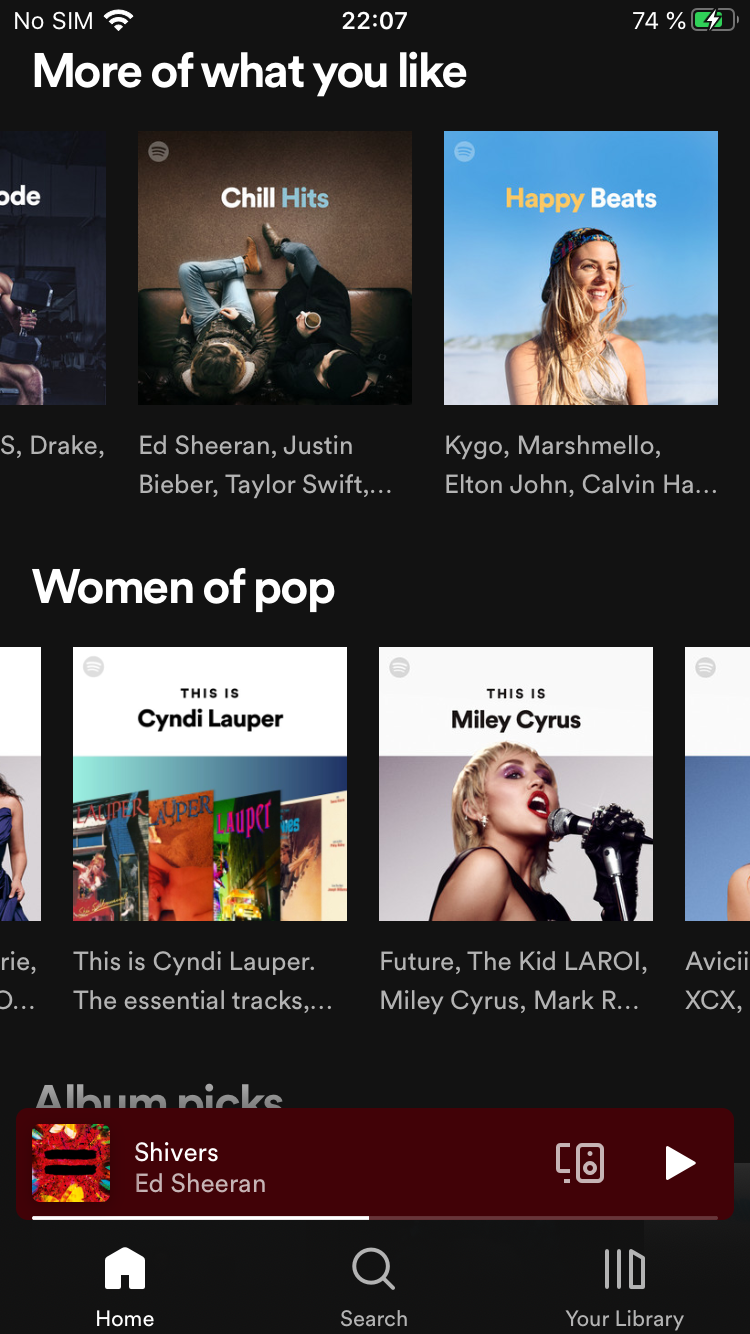 No SIM 22:07 74 %
More of what you like
ode
Chill Hits
Happy Beats
S, Drake,
Ed Sheeran, Justin
Bieber, Taylor Swift,...
Kygo, Marshmello,
Elton John, Calvin Ha...
Women of pop
THIS IS
Cyndi Lauper
LAUPER
LAUPER
Lauper
THIS IS
Miley Cyrus
rie,
O...
This is Cyndi Lauper.
The essential tracks,...
Future, The Kid LAROI,
Miley Cyrus, Mark R...
Avicii
XCX,
Album picks
Shivers
Ed Sheeran
Home
Search
Your Library